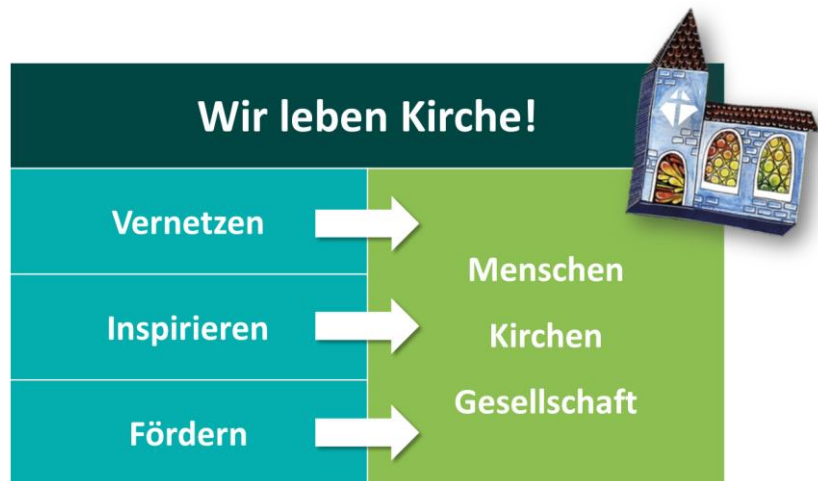 Wir leben Kirche!
Vernetzen
Inspirieren
Fördern
Menschen
Kirchen
Gesellschaft